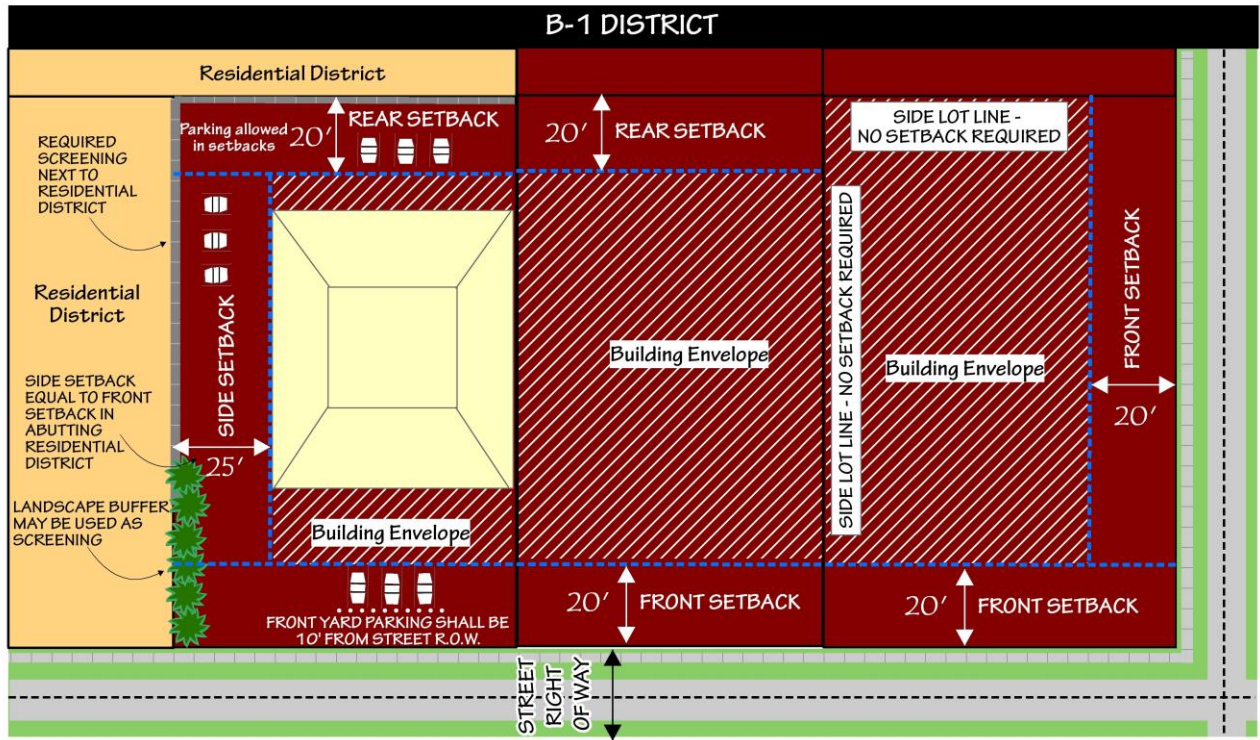 B-1 DISTRICT
Residential District
REQUIRED
SCREENING
NEXT TO
RESIDENTIAL
DISTRICT
Residential
District
SIDE SETBACK
EQUAL TO FRONT
SETBACK IN
ABUTTING
RESIDENTIAL
DISTRICT
LANDSCAPE BUFFER
MAY BE USED AS
SCREENING
Parking allowed
in setbacks
20'
REAR SETBACK
SIDE SETBACK
25'
Building Envelope
FRONT YARD PARKING SHALL BE
10' FROM STREET R.O.W.
20'
REAR SETBACK
Building Envelope
20'
FRONT SETBACK
SIDE LOT LINE -
NO SETBACK REQUIRED
SIDE LOT LINE - NO SETBACK REQUIRED
Building Envelope
FRONT SETBACK
20'
20'
FRONT SETBACK
STREET
RIGHT
OF WAY